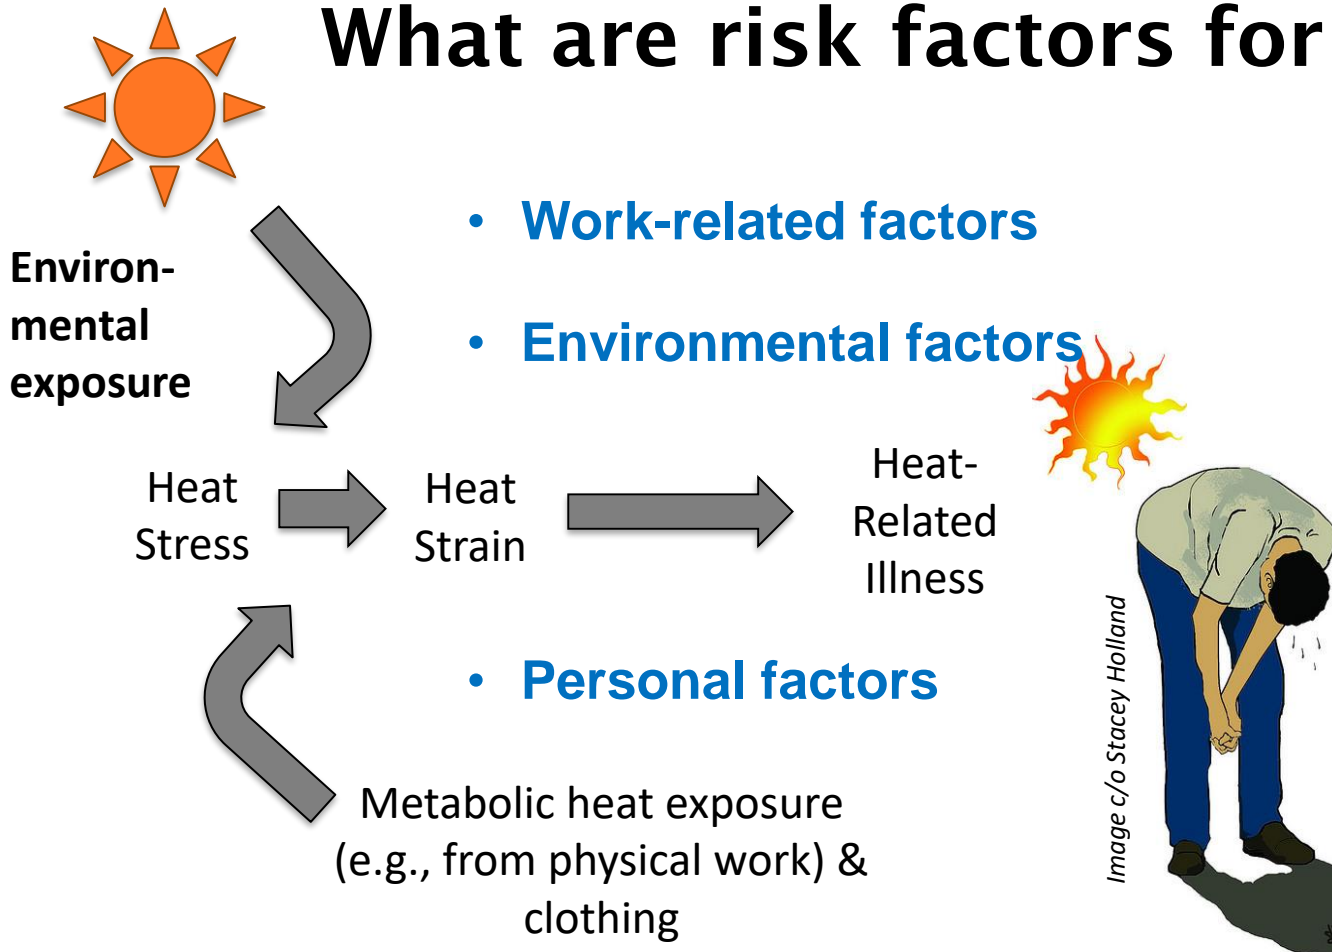 What are risk factors for
• Work-related factors
Environ-
mental
exposure
• Environmental factors
Heat
Stress
Heat
Strain
Heat-
Related
Illness
• Personal factors
Metabolic heat exposure
(e.g., from physical work) &
clothing
Image c/o Stacey Holland